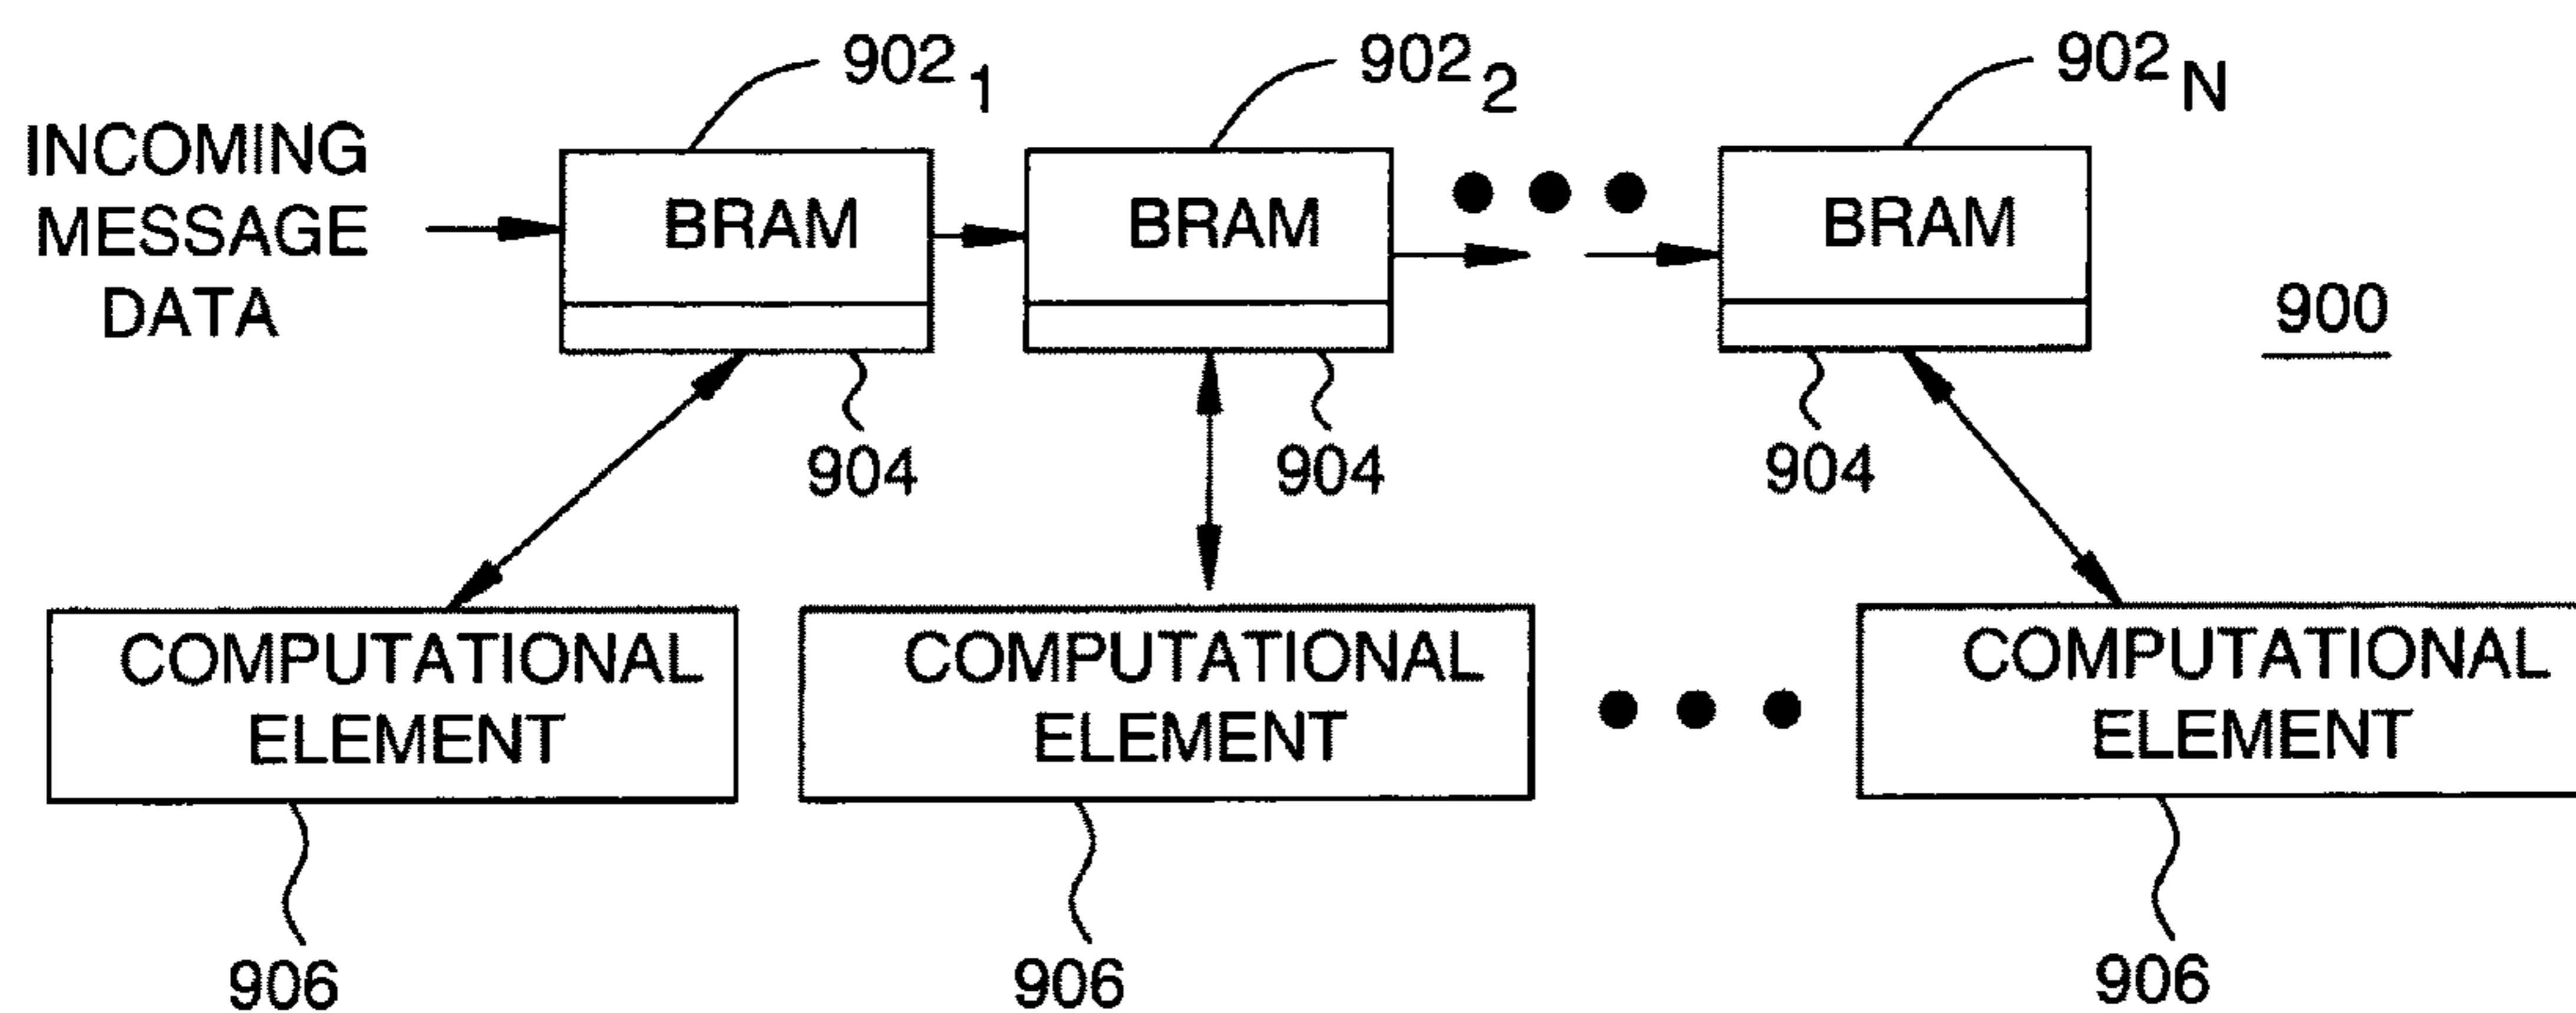 902₁
902₂
902N
INCOMING
MESSAGE
DATA
BRAM
BRAM
BRAM
900
904
904
904
COMPUTATIONAL
ELEMENT
COMPUTATIONAL
ELEMENT
COMPUTATIONAL
ELEMENT
906
906
906